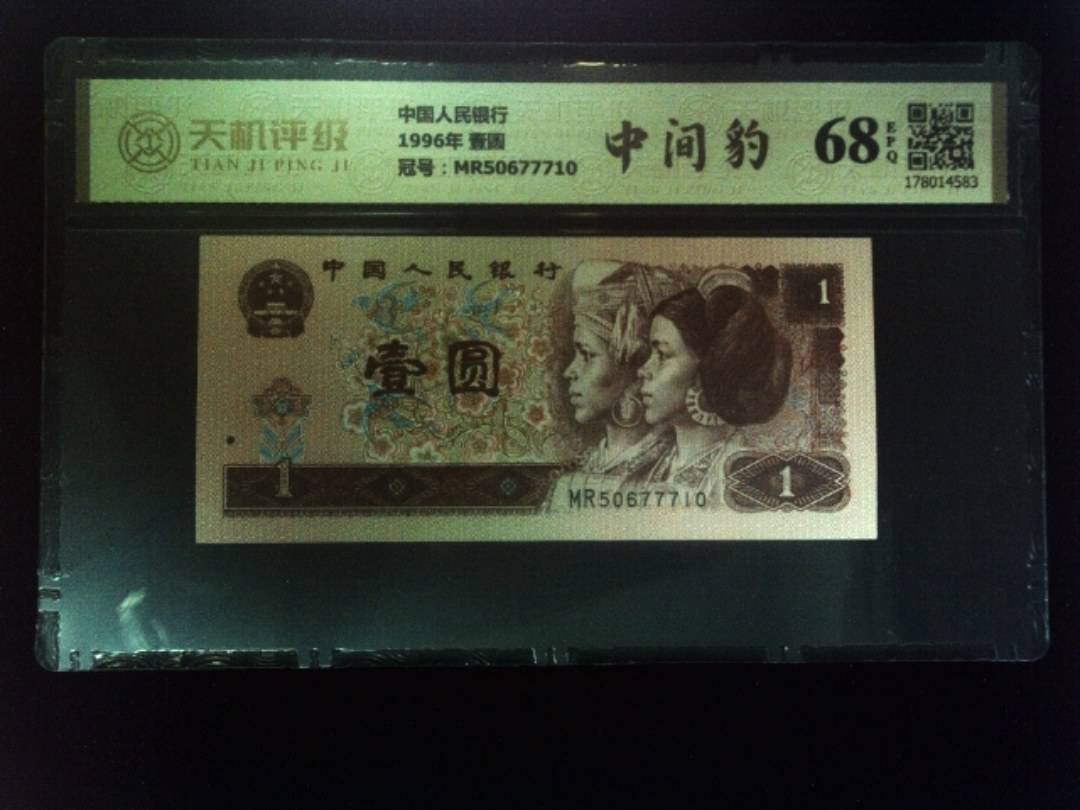 天机评级
TIAN JI PING JI
中国人民银行
1996年 壹圆
冠号：MR50677710
中间豹
68
EPQ
178014583
中国人民银行
1
壹圆
1
MR50677710
1